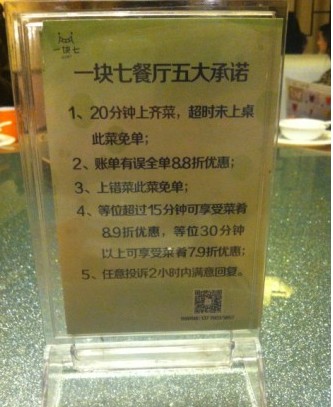 一块七
一块七餐厅五大承诺
1、20分钟上齐菜，超时未上桌
此菜免单；
2、账单有误全单8.8折优惠；
3、上错菜此菜免单；
4、等位超过15分钟可享受菜肴
8.9折优惠，等位30分钟
以上可享受菜肴7.9折优惠；
5、任意投诉2小时内满意回复。